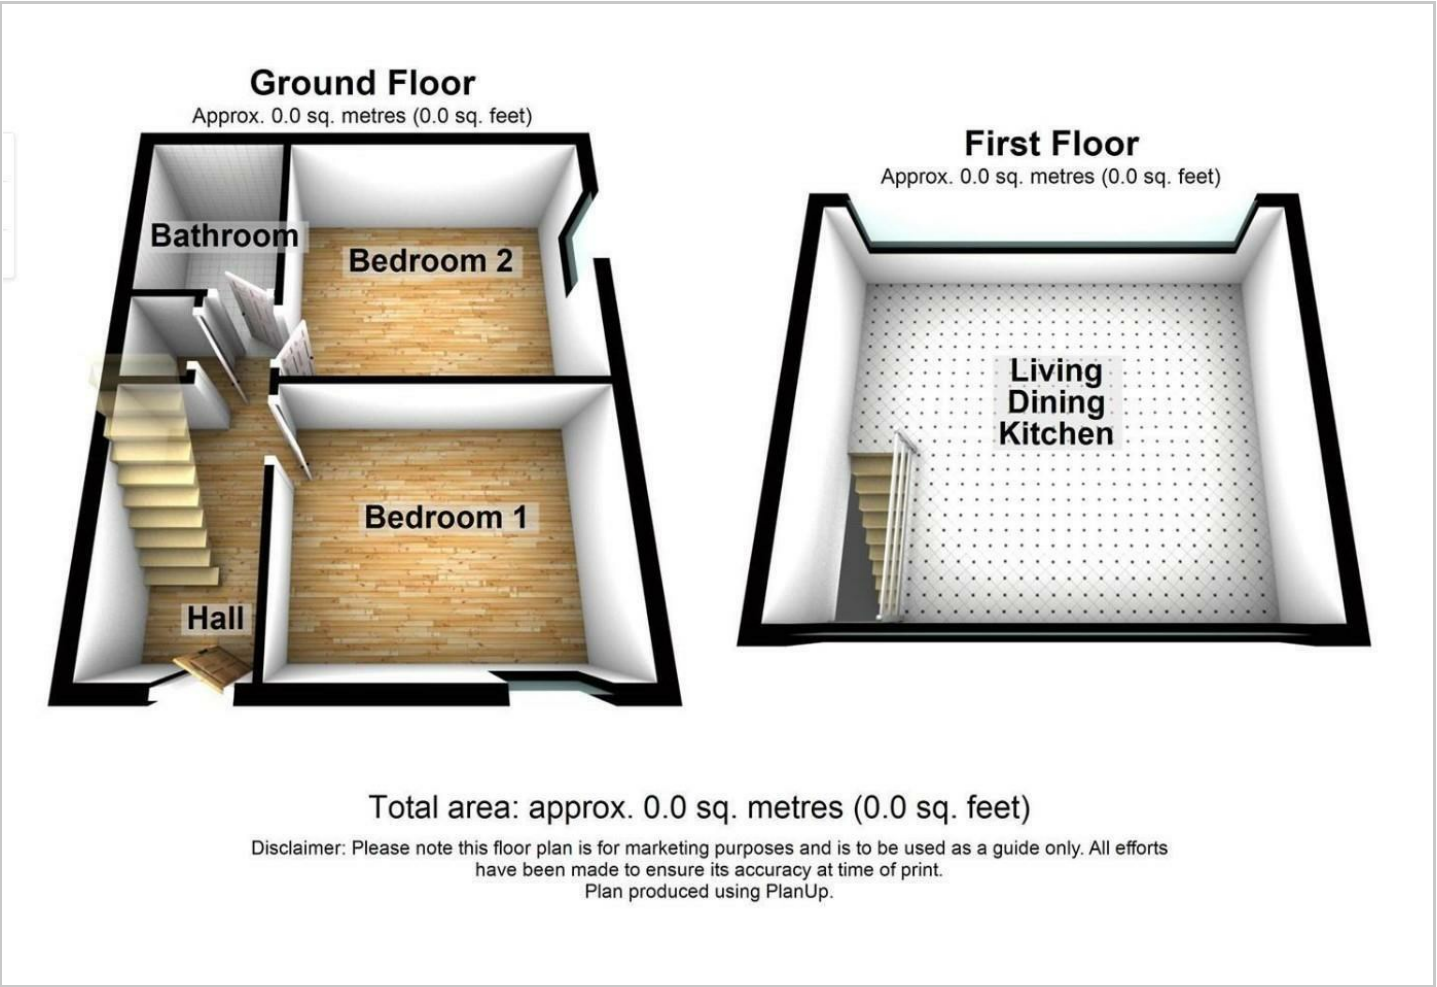 Ground Floor
Approx. 0.0 sq. metres (0.0 sq. feet)
Bathroom
Bedroom 2
Bedroom 1
Hall
First Floor
Approx. 0.0 sq. metres (0.0 sq. feet)
Living
Dining
Kitchen
Total area: approx. 0.0 sq. metres (0.0 sq. feet)
Disclaimer: Please note this floor plan is for marketing purposes and is to be used as a guide only. All efforts
have been made to ensure its accuracy at time of print.
Plan produced using PlanUp.